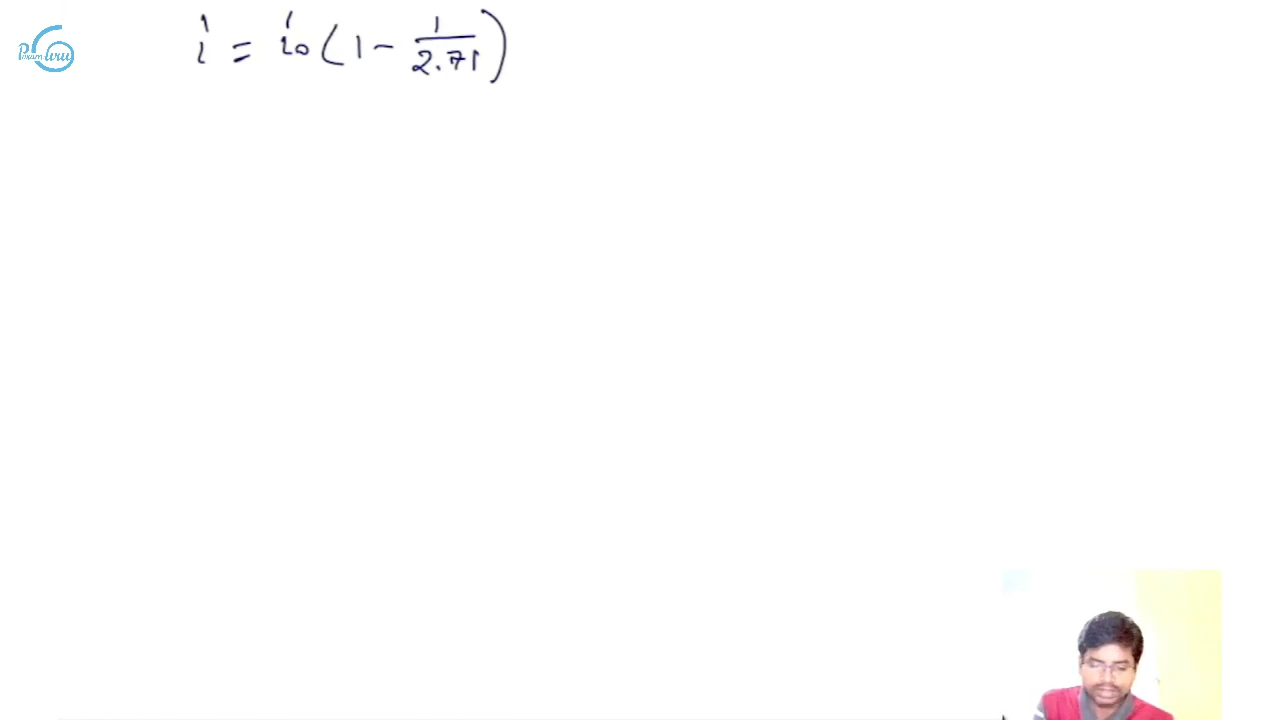 i = i₀(1 - 1/2.71)